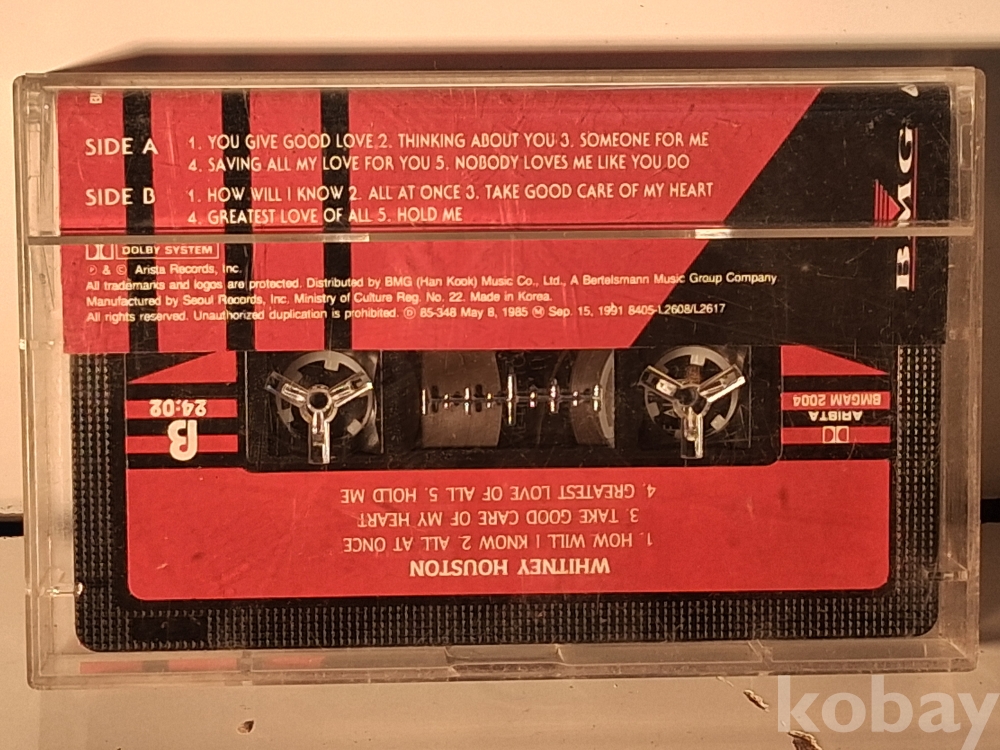 SIDE A
1. YOU GIVE GOOD LOVE 2. THINKING ABOUT YOU 3. SOMEONE FOR ME
4. SAVING ALL MY LOVE FOR YOU 5. NOBODY LOVES ME LIKE YOU DO
SIDE B
1. HOW WILL I KNOW 2. ALL AT ONCE 3. TAKE GOOD CARE OF MY HEART
4. GREATEST LOVE OF ALL 5. HOLD ME
BMG
DOLBY SYSTEM
Ⓟ & © Arista Records, Inc.
All trademarks and logos are protected. Distributed by BMG (Han Kook) Music Co., Ltd., A Bertelsmann Music Group Company
Manufactured by Seoul Records, Inc. Ministry of Culture Reg. No. 22. Made in Korea.
All rights reserved. Unauthorized duplication is prohibited. Ⓟ 85-348 May 8, 1985 Ⓜ Sep. 15, 1991 8405-L2608/L2617
WHITNEY HOUSTON
1. HOW WILL I KNOW 2. ALL AT ONCE
3. TAKE GOOD CARE OF MY HEART
4. GREATEST LOVE OF ALL 5. HOLD ME
ARISTA
BMGAM 2004
B
24:02
kobay